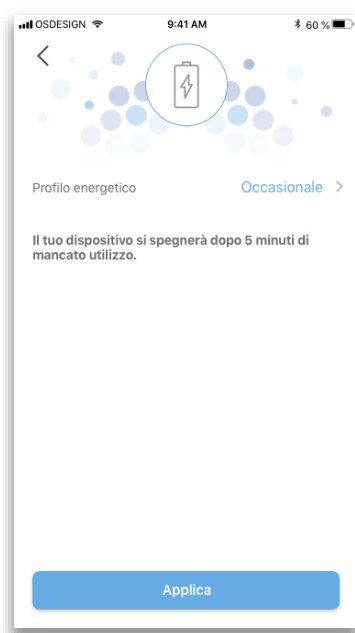 OSDESIGN 9:41 AM 60 %
Profilo energetico Occasionale >
Il tuo dispositivo si spegnerà dopo 5 minuti di
mancato utilizzo.
Applica